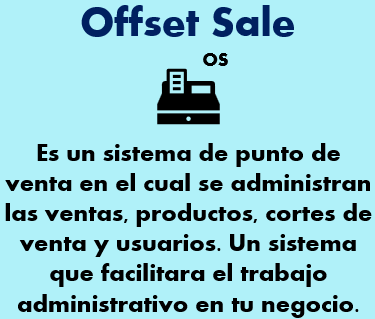 Offset Sale
OS
Es un sistema de punto de
venta en el cual se administran
las ventas, productos, cortes de
venta y usuarios. Un sistema
que facilitara el trabajo
administrativo en tu negocio.